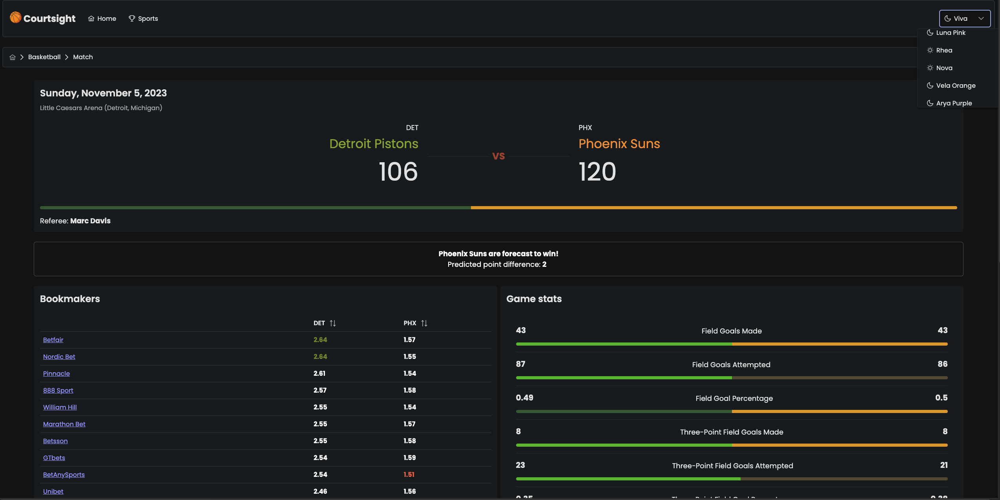 Courtsight
Home
Sports
Viva
Luna Pink
Rhea
Nova
Vela Orange
Arya Purple
Basketball
Match
Sunday, November 5, 2023
Little Caesars Arena (Detroit, Michigan)
DET
Detroit Pistons
106
VS
PHX
Phoenix Suns
120
Referee: Marc Davis
Phoenix Suns are forecast to win!
Predicted point difference: 2
Bookmakers
DET PHX
Betfair 2.64 1.57
Nordic Bet 2.64 1.55
Pinnacle 2.61 1.54
888 Sport 2.57 1.58
William Hill 2.55 1.54
Marathon Bet 2.55 1.57
Betsson 2.55 1.58
GTbets 2.54 1.59
BetAnySports 2.54 1.51
Unibet 2.46 1.56
Game stats
43 Field Goals Made 43
87 Field Goals Attempted 86
0.49 Field Goal Percentage 0.5
8 Three-Point Field Goals Made 8
23 Three-Point Field Goals Attempted 21